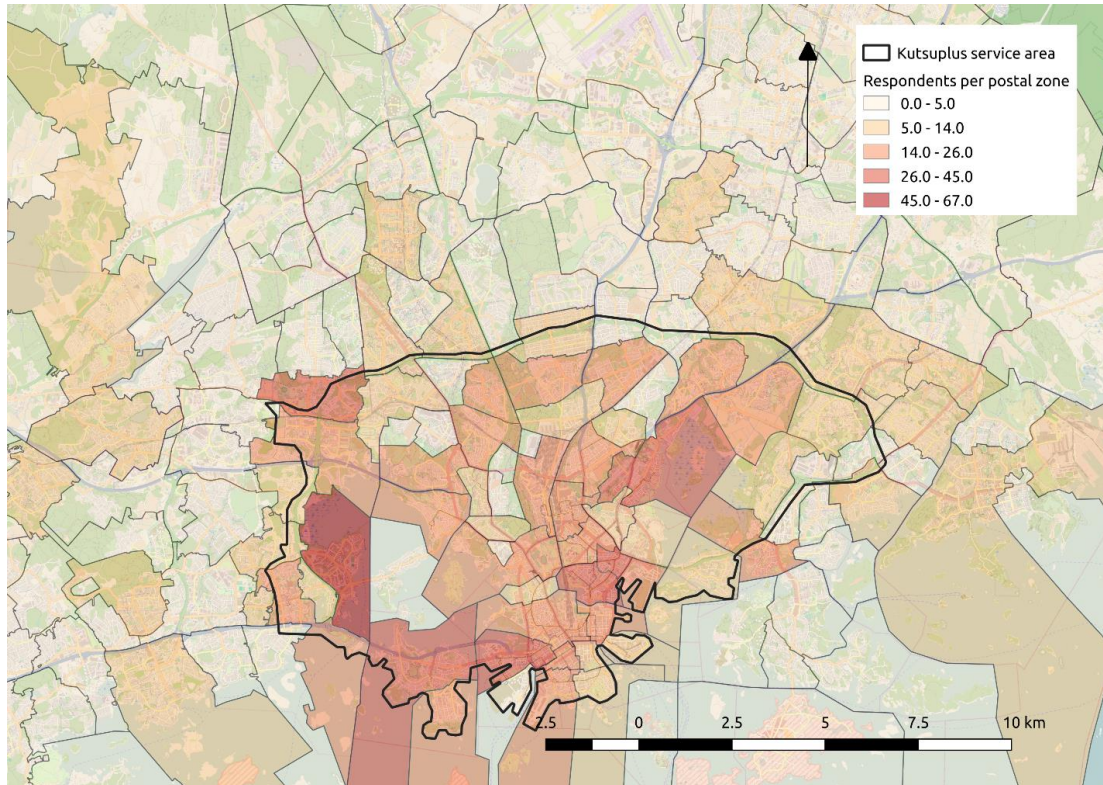 Kutsuplus service area
Respondents per postal zone
0.0 - 5.0
5.0 - 14.0
14.0 - 26.0
26.0 - 45.0
45.0 - 67.0
2.5 0 2.5 5 7.5 10 km